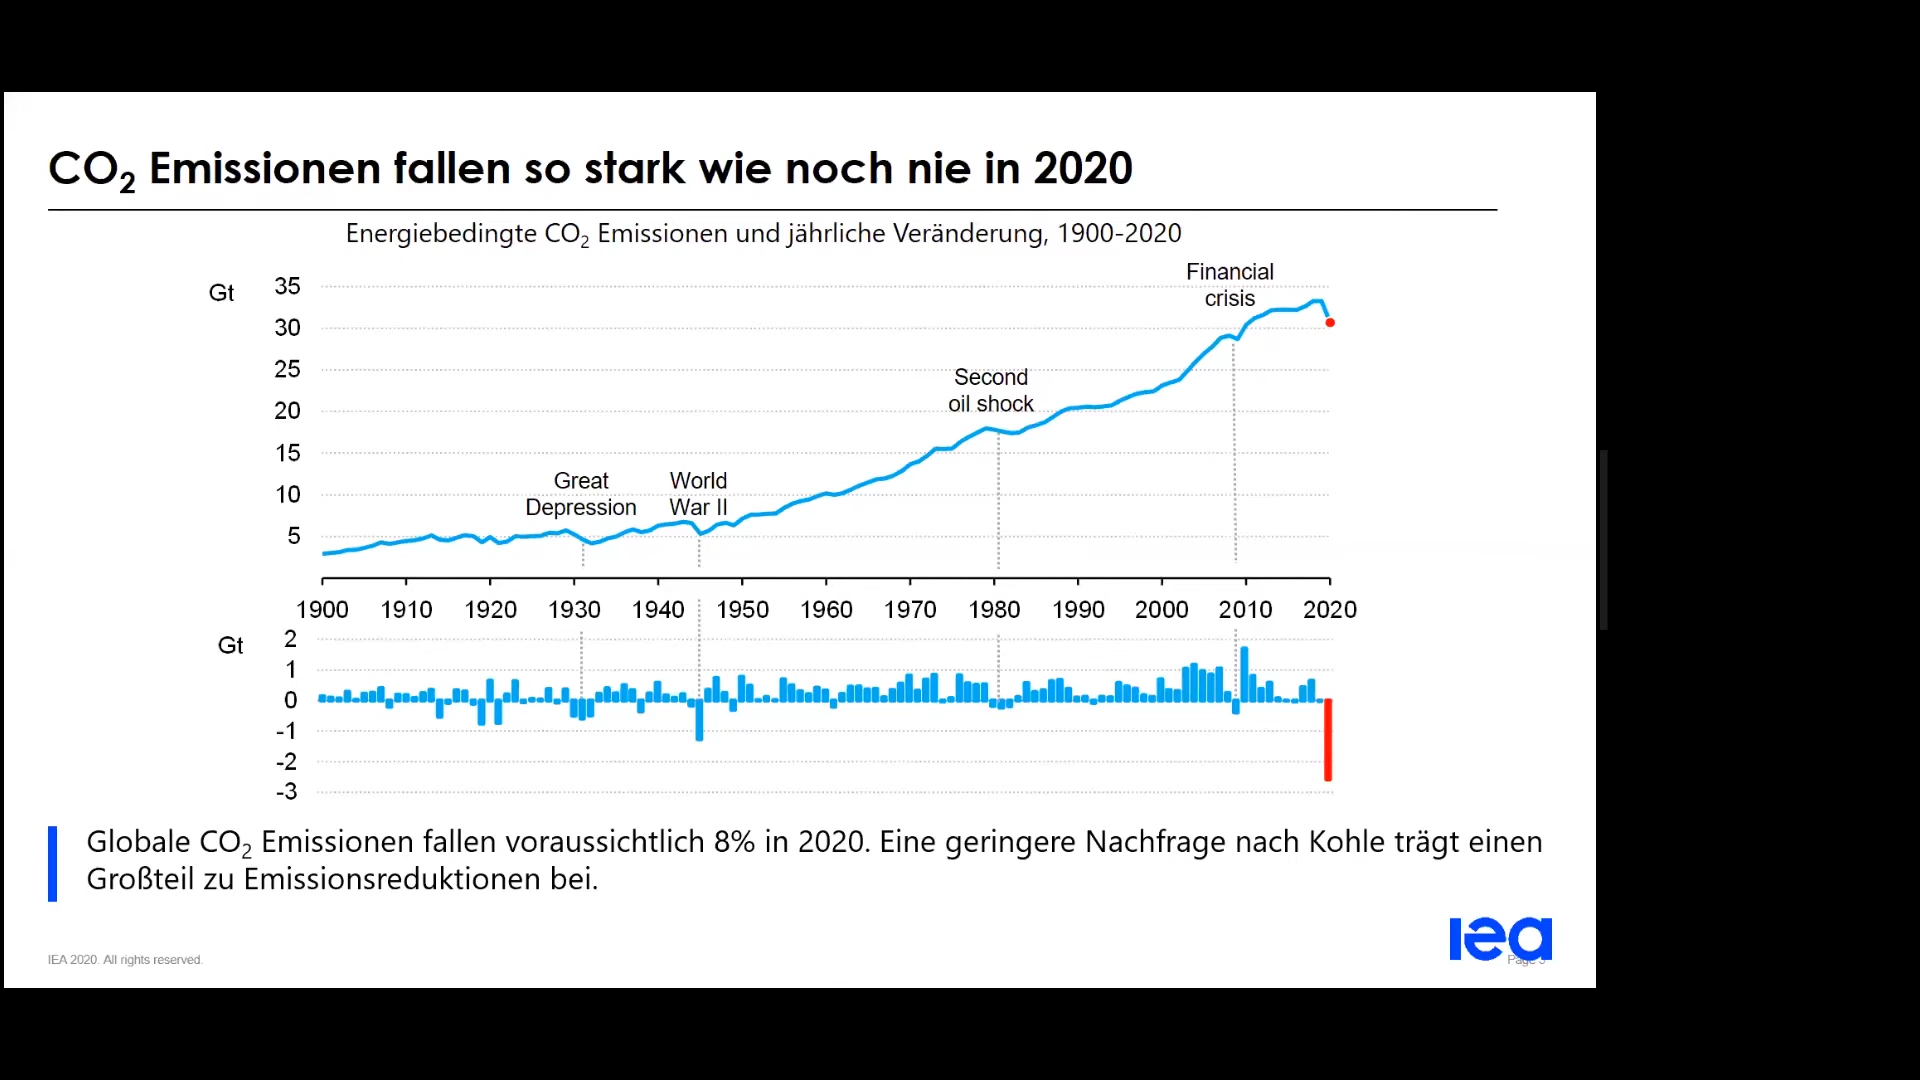 CO₂ Emissionen fallen so stark wie noch nie in 2020
Energiebedingte CO₂ Emissionen und jährliche Veränderung, 1900-2020
Gt
35
30
25
20
15
10
5
Financial
crisis
Second
oil shock
Great
Depression
World
War II
1900 1910 1920 1930 1940 1950 1960 1970 1980 1990 2000 2010 2020
Gt
2
1
0
-1
-2
-3
Globale CO₂ Emissionen fallen voraussichtlich 8% in 2020. Eine geringere Nachfrage nach Kohle trägt einen
Großteil zu Emissionsreduktionen bei.
iea
IEA 2020. All rights reserved.
Page